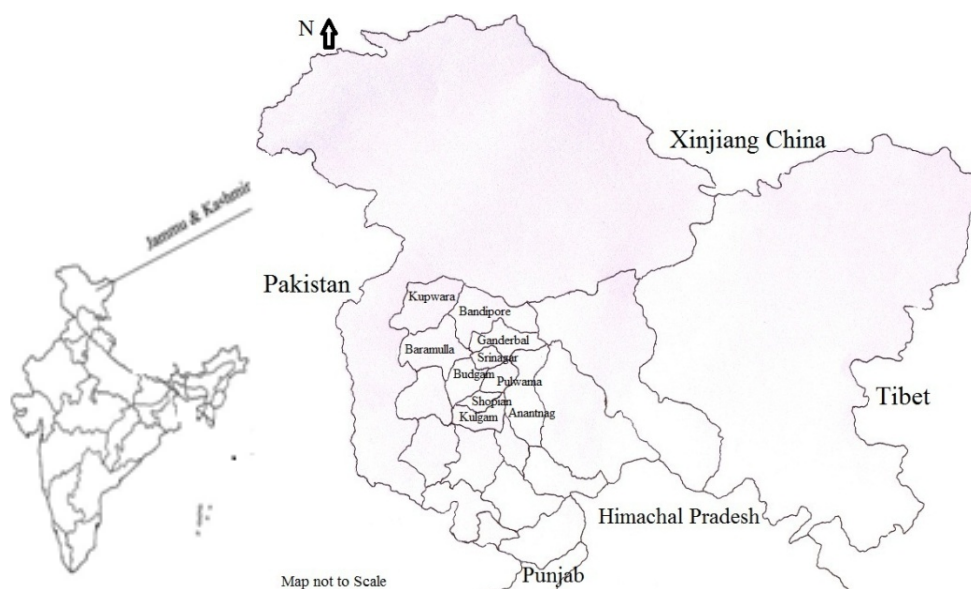 N
Xinjiang China
Jammu & Kashmir
Pakistan
Kupwara
Bandipore
Ganderbal
Baramulla
Srinagar
Budgam
Pulwama
Tibet
Shopian
Kulgam
Anantnag
Himachal Pradesh
Punjab
Map not to Scale